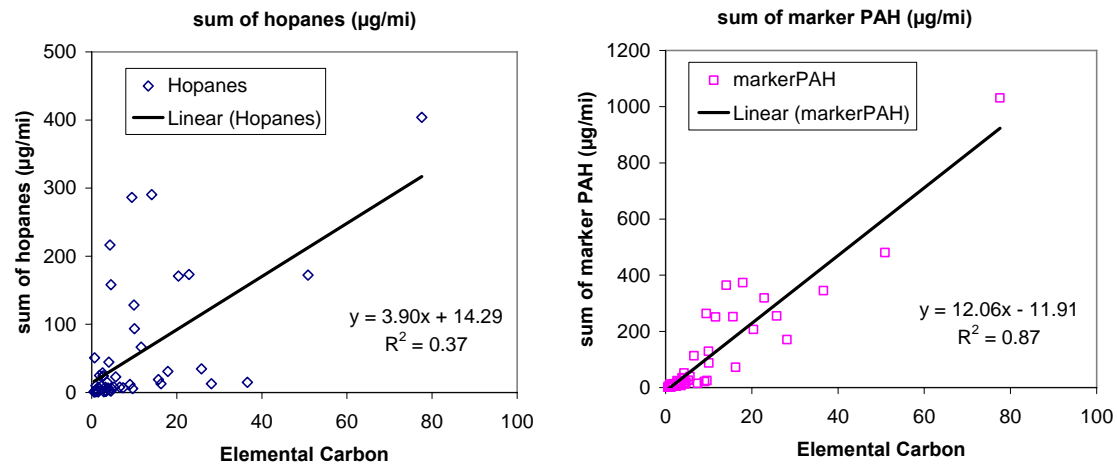 sum of hopanes (µg/mi)
500
400
300
200
100
0
sum of hopanes (µg/mi)
Hopanes
Linear (Hopanes)
y = 3.90x + 14.29
R² = 0.37
0 20 40 60 80 100
Elemental Carbon
sum of marker PAH (µg/mi)
1200
1000
800
600
400
200
0
sum of marker PAH (µg/mi)
markerPAH
Linear (markerPAH)
y = 12.06x - 11.91
R² = 0.87
0 20 40 60 80 100
Elemental Carbon